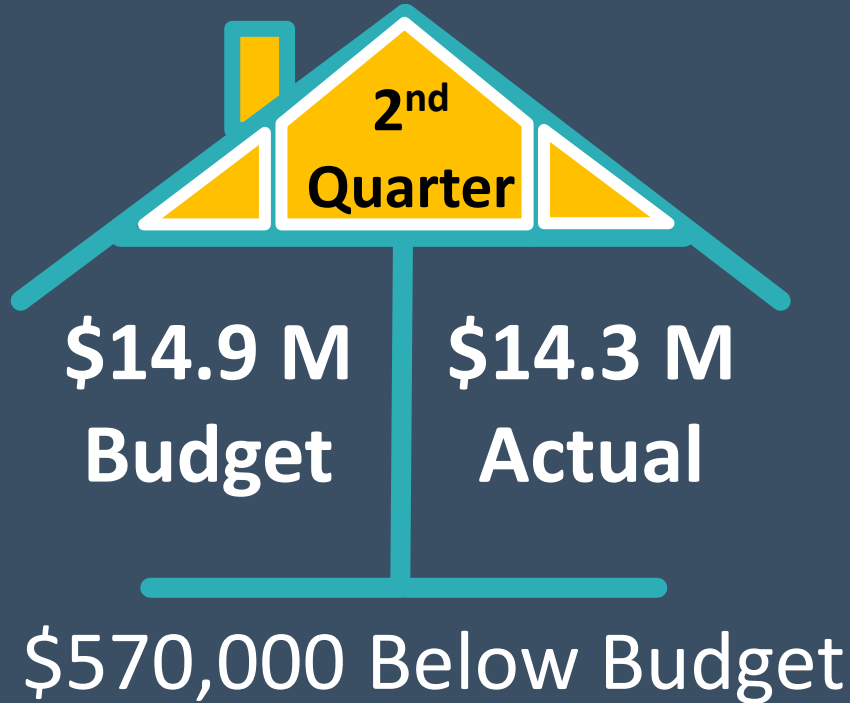 2nd
Quarter
$14.9 M
Budget
$14.3 M
Actual
$570,000 Below Budget